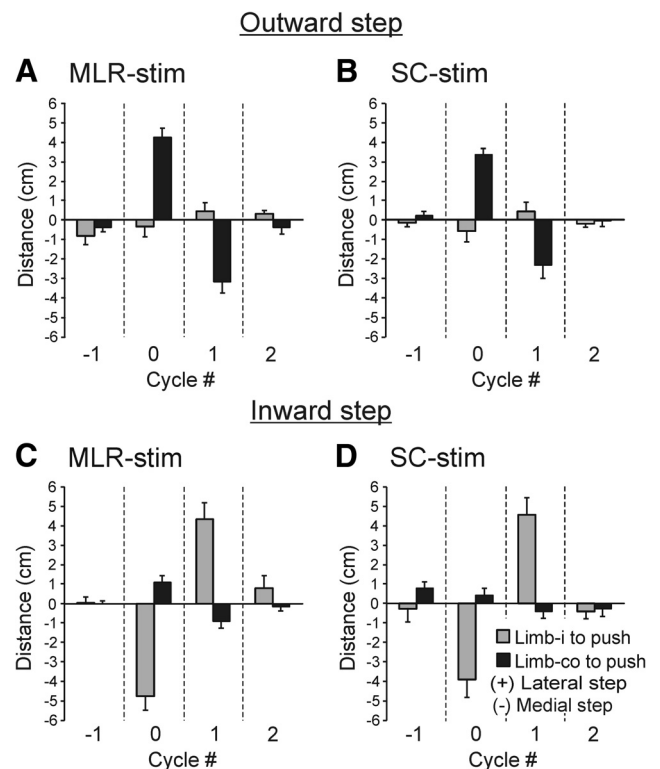 Outward step
A MLR-stim
B SC-stim
6
5
4
3
2
1
0
-1
-2
-3
-4
-5
-6
Distance (cm)
-1 0 1 2
Cycle #
6
5
4
3
2
1
0
-1
-2
-3
-4
-5
-6
Distance (cm)
-1 0 1 2
Cycle #
Inward step
C MLR-stim
D SC-stim
6
5
4
3
2
1
0
-1
-2
-3
-4
-5
-6
Distance (cm)
-1 0 1 2
Cycle #
6
5
4
3
2
1
0
-1
-2
-3
-4
-5
-6
Distance (cm)
Limb-i to push
Limb-co to push
(+) Lateral step
(-) Medial step
-1 0 1 2
Cycle #